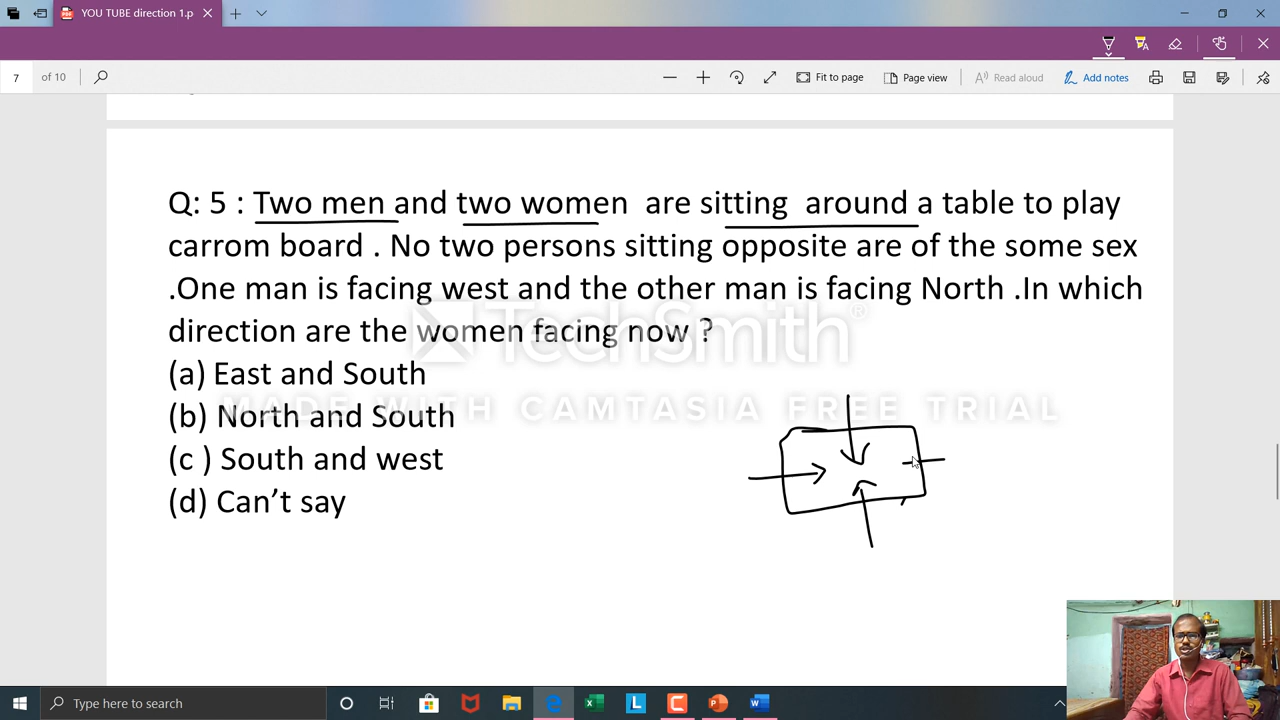 YOU TUBE direction 1.p
7 of 10
Fit to page
Page view
Read aloud
Add notes
Q: 5 : Two men and two women are sitting around a table to play
carrom board . No two persons sitting opposite are of the some sex
.One man is facing west and the other man is facing North .In which
direction are the women facing now ?
(a) East and South
(b) North and South
(c ) South and west
(d) Can't say
TechSmith®
MADE WITH CAMTASIA FREE TRIAL
Type here to search